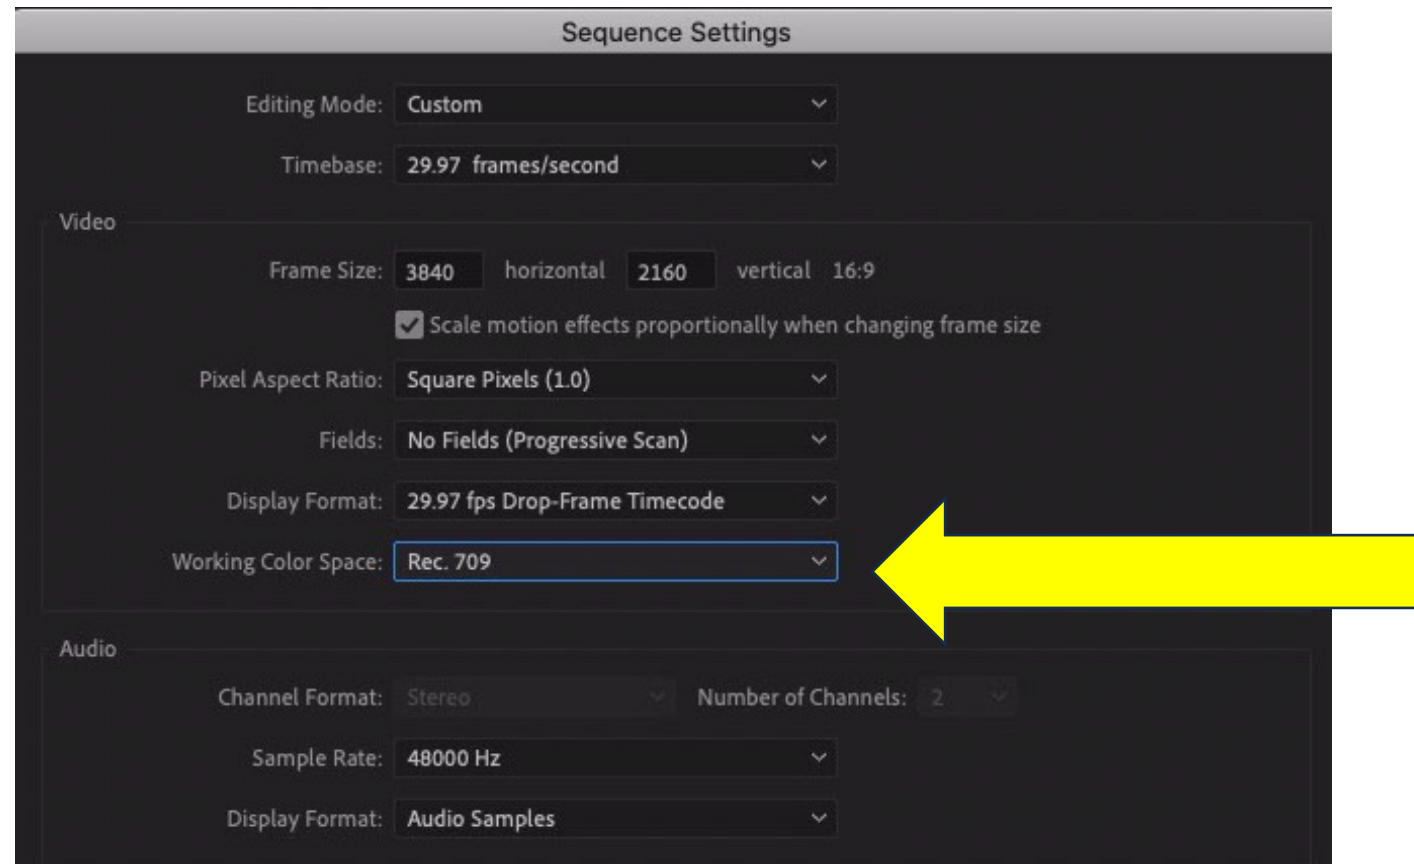 Sequence Settings
Editing Mode: Custom
Timebase: 29.97 frames/second
Video
Frame Size: 3840 horizontal 2160 vertical 16:9
Scale motion effects proportionally when changing frame size
Pixel Aspect Ratio: Square Pixels (1.0)
Fields: No Fields (Progressive Scan)
Display Format: 29.97 fps Drop-Frame Timecode
Working Color Space: Rec. 709
Audio
Channel Format: Stereo Number of Channels: 2
Sample Rate: 48000 Hz
Display Format: Audio Samples